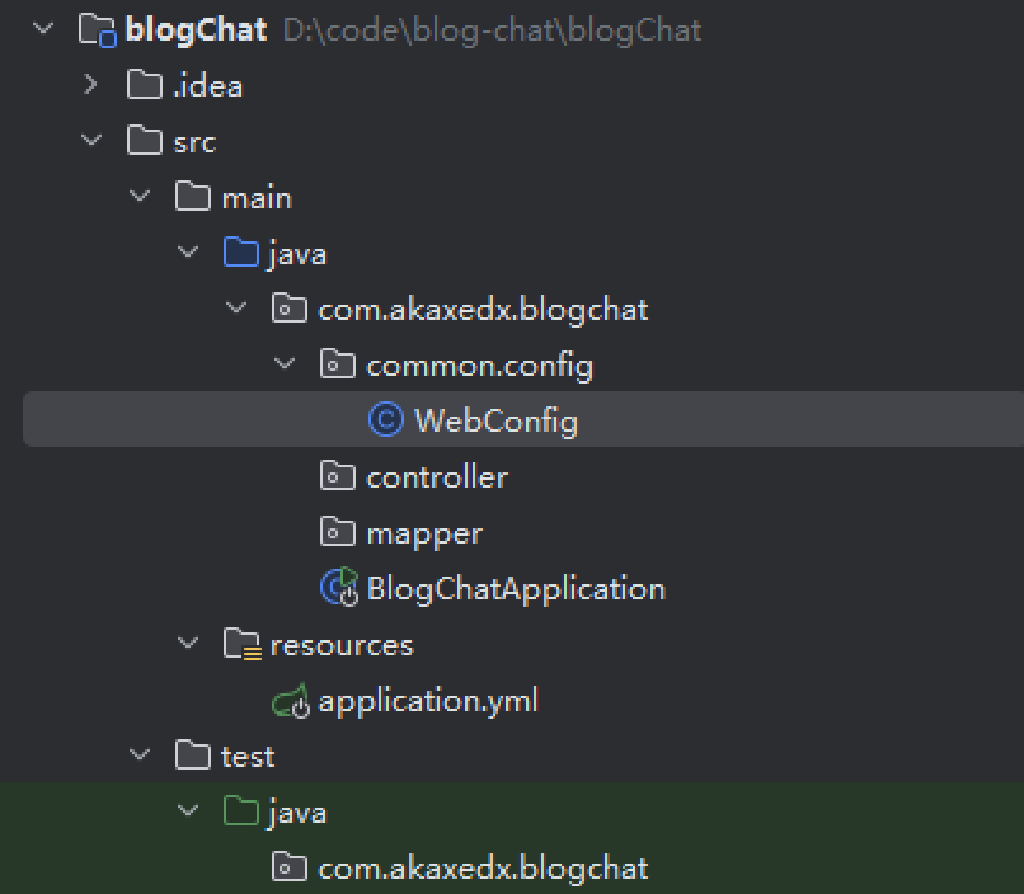 blogChat D:\code\blog-chat\blogChat
.idea
src
main
java
com.akaxedx.blogchat
common.config
WebConfig
controller
mapper
BlogChatApplication
resources
application.yml
test
java
com.akaxedx.blogchat